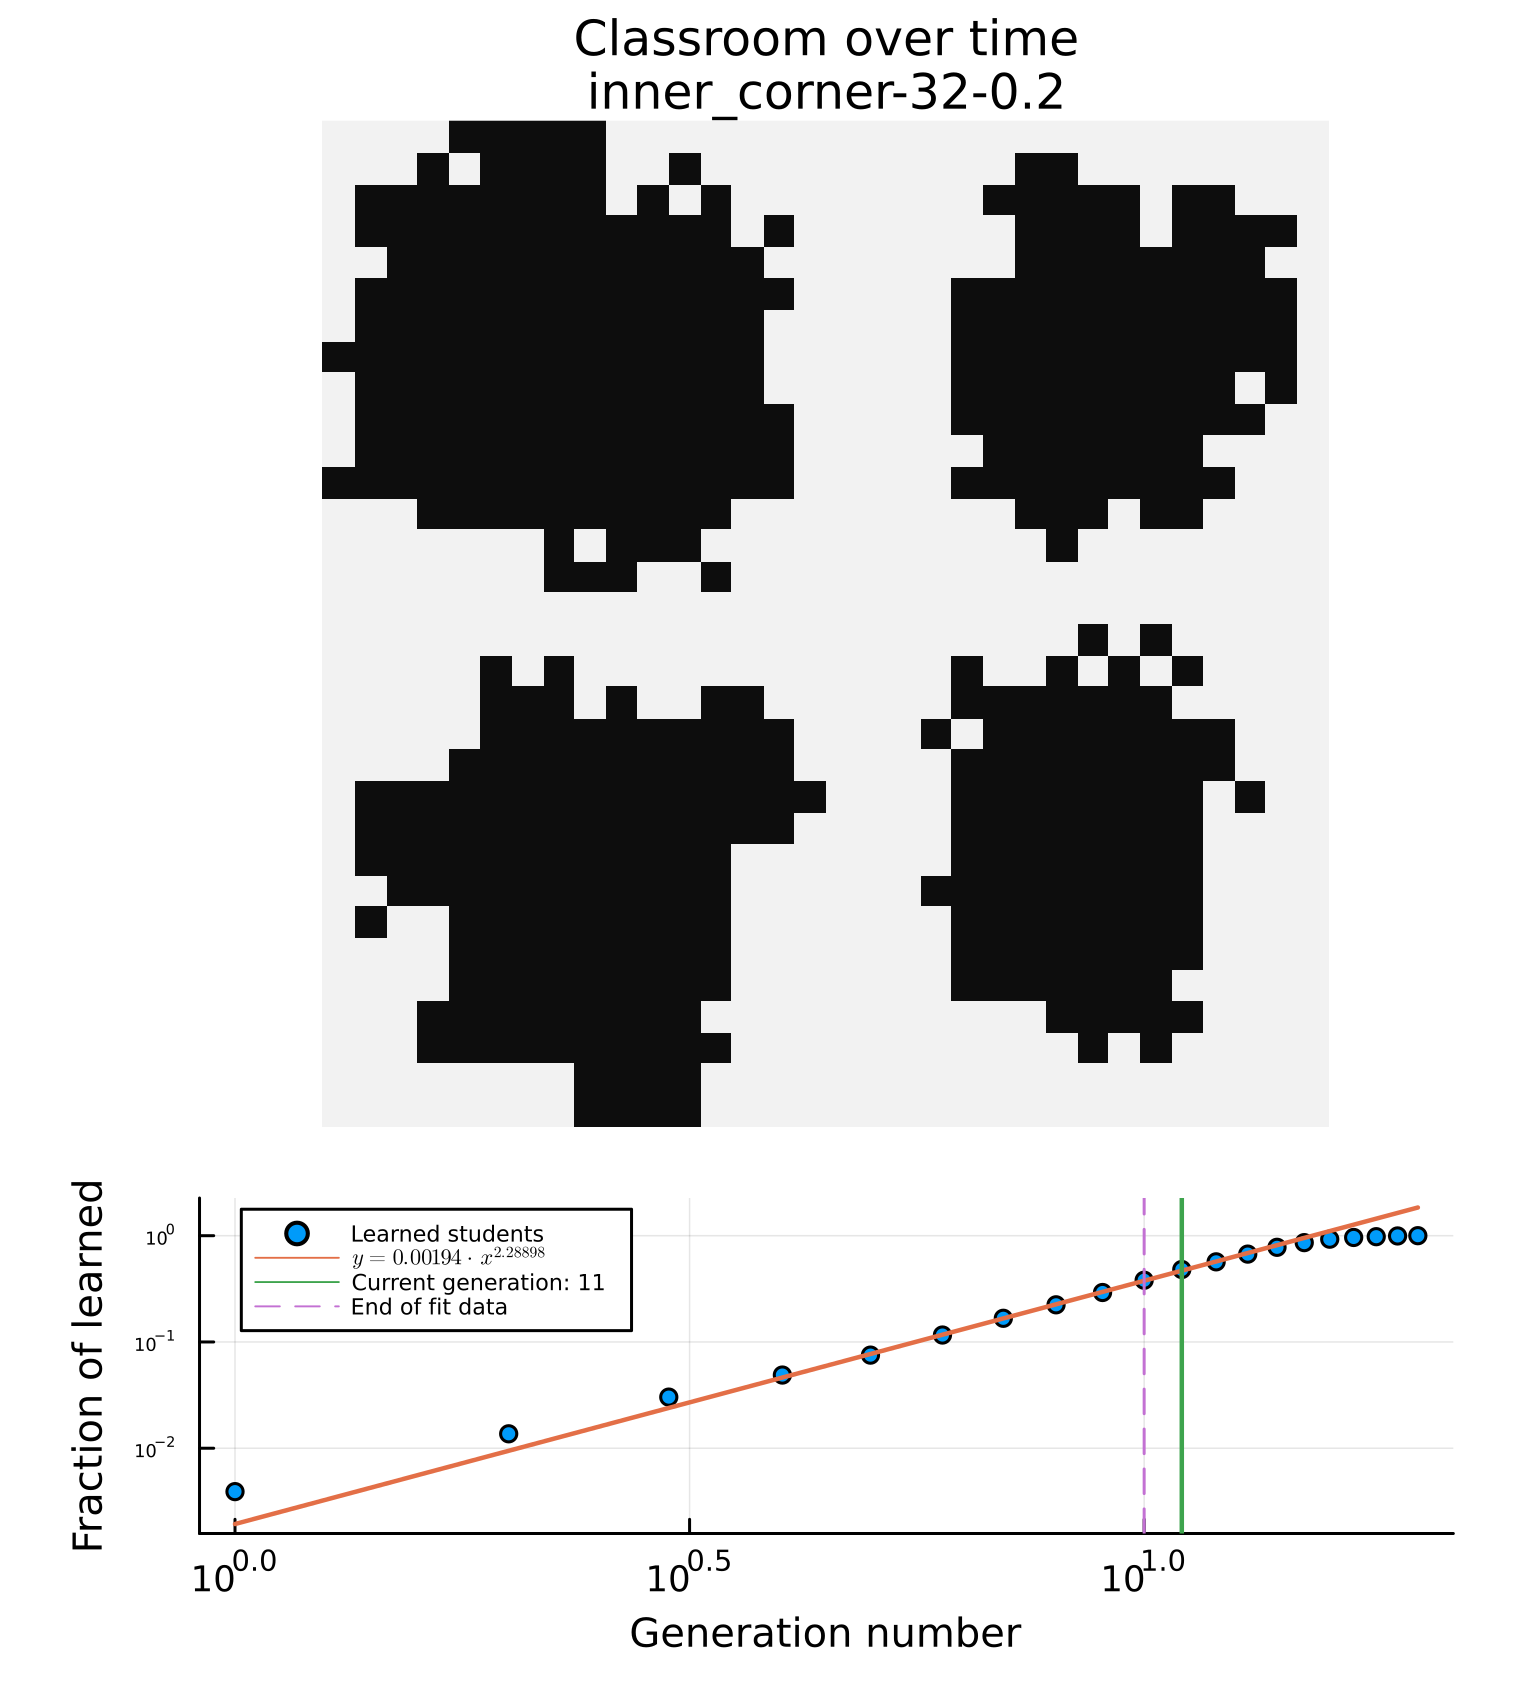 Classroom over time
inner_corner-32-0.2
Fraction of learned
10^0
10^−1
10^−2
Learned students
y = 0.00194 · x^2.28898
Current generation: 11
End of fit data
10^0.0 10^0.5 10^1.0
Generation number